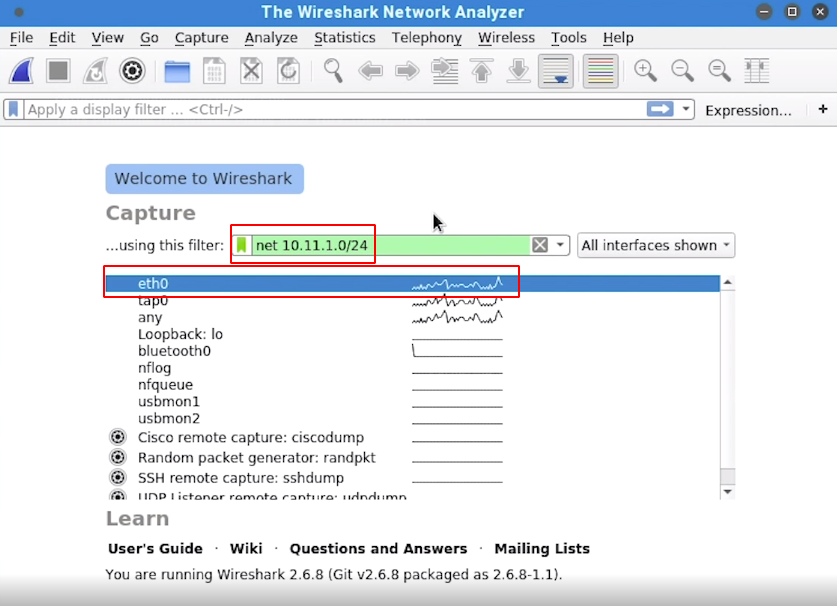 The Wireshark Network Analyzer
File Edit View Go Capture Analyze Statistics Telephony Wireless Tools Help
Apply a display filter ... <Ctrl-/> Expression... +
Welcome to Wireshark
Capture
...using this filter: net 10.11.1.0/24 All interfaces shown
eth0
tap0
any
Loopback: lo
bluetooth0
nflog
nfqueue
usbmon1
usbmon2
Cisco remote capture: ciscodump
Random packet generator: randpkt
SSH remote capture: sshdump
UDP Listener remote capture: udpdump
Learn
User's Guide · Wiki · Questions and Answers · Mailing Lists
You are running Wireshark 2.6.8 (Git v2.6.8 packaged as 2.6.8-1.1).